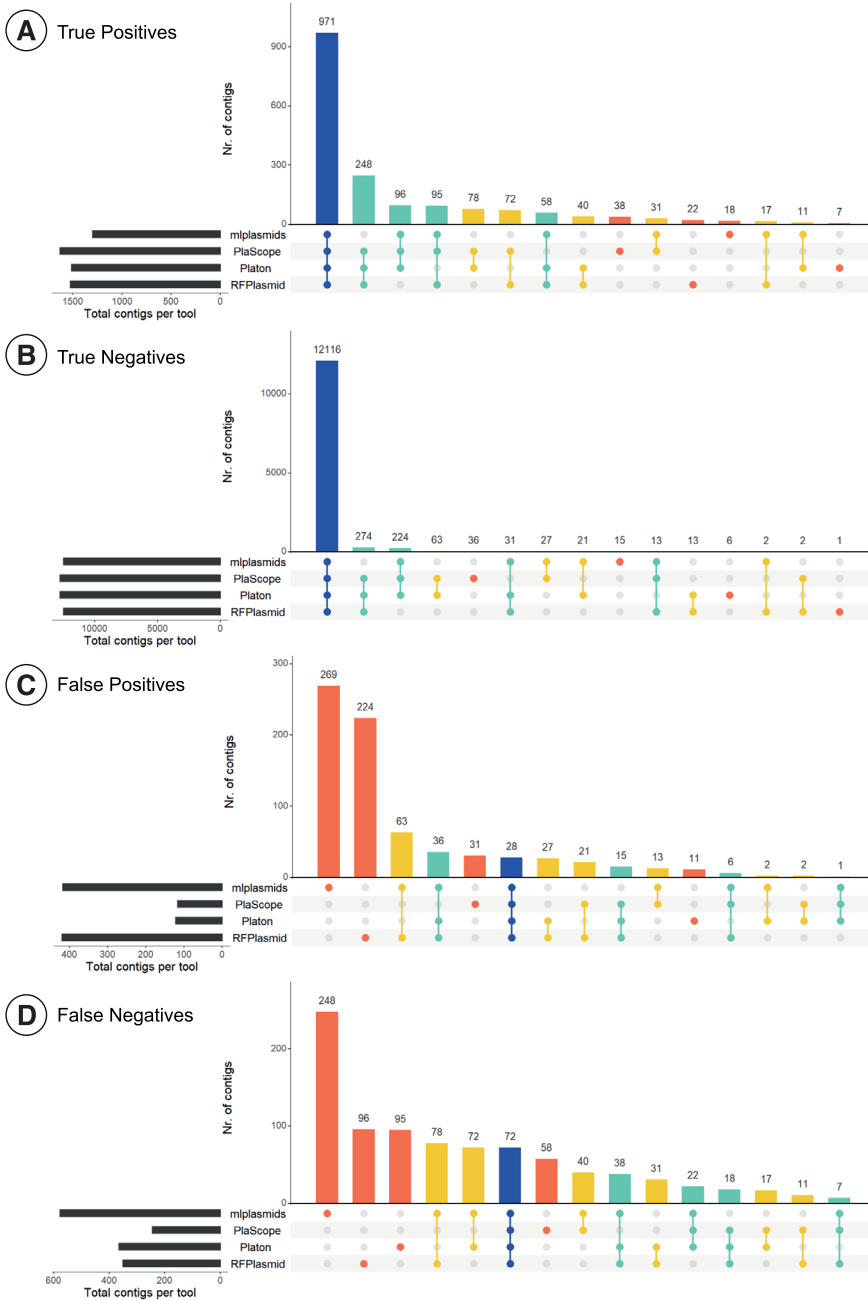 A True Positives
Nr. of contigs
900
600
300
0
971 248 96 95 78 72 58 40 38 31 22 18 17 11 7
mlplasmids
PlaScope
Platon
RFPlasmid
1500 1000 500 0
Total contigs per tool
B True Negatives
Nr. of contigs
10000
5000
0
12116 274 224 63 36 31 27 21 15 13 13 6 2 2 1
mlplasmids
PlaScope
Platon
RFPlasmid
10000 5000 0
Total contigs per tool
C False Positives
Nr. of contigs
300
200
100
0
269 224 63 36 31 28 27 21 15 13 11 6 2 2 1
mlplasmids
PlaScope
Platon
RFPlasmid
400 300 200 100 0
Total contigs per tool
D False Negatives
Nr. of contigs
200
100
0
248 96 95 78 72 72 58 40 38 31 22 18 17 11 7
mlplasmids
PlaScope
Platon
RFPlasmid
600 400 200 0
Total contigs per tool